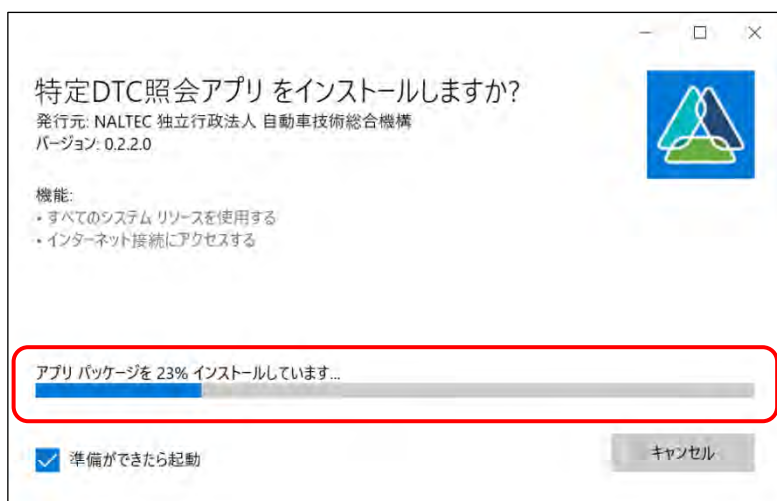 特定DTC照会アプリ をインストールしますか?
発行元: NALTEC 独立行政法人 自動車技術総合機構
バージョン: 0.2.2.0
機能:
・すべてのシステム リソースを使用する
・インターネット接続にアクセスする
アプリ パッケージを 23% インストールしています...
準備ができたら起動
キャンセル